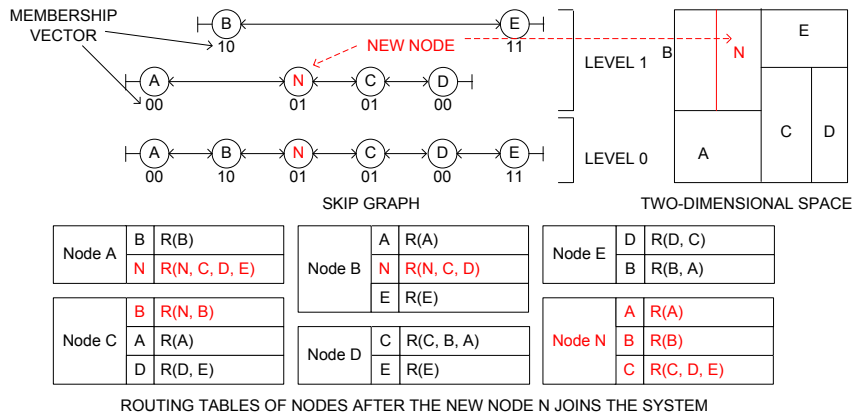 MEMBERSHIP
VECTOR
B
10
E
11
NEW NODE
A
00
N
01
C
01
D
00
LEVEL 1
A
00
B
10
N
01
C
01
D
00
E
11
LEVEL 0
SKIP GRAPH
B
N
E
A
C
D
TWO-DIMENSIONAL SPACE
Node A
B R(B)
N R(N, C, D, E)
Node B
A R(A)
N R(N, C, D)
E R(E)
Node E
D R(D, C)
B R(B, A)
Node C
B R(N, B)
A R(A)
D R(D, E)
Node D
C R(C, B, A)
E R(E)
Node N
A R(A)
B R(B)
C R(C, D, E)
ROUTING TABLES OF NODES AFTER THE NEW NODE N JOINS THE SYSTEM